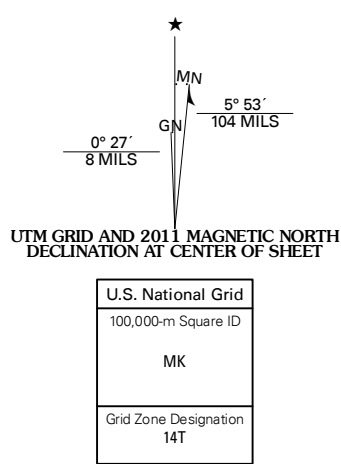 ★
MN
5° 53´
104 MILS
GN
0° 27´
8 MILS
UTM GRID AND 2011 MAGNETIC NORTH
DECLINATION AT CENTER OF SHEET
U.S. National Grid
100,000-m Square ID
MK
Grid Zone Designation
14T